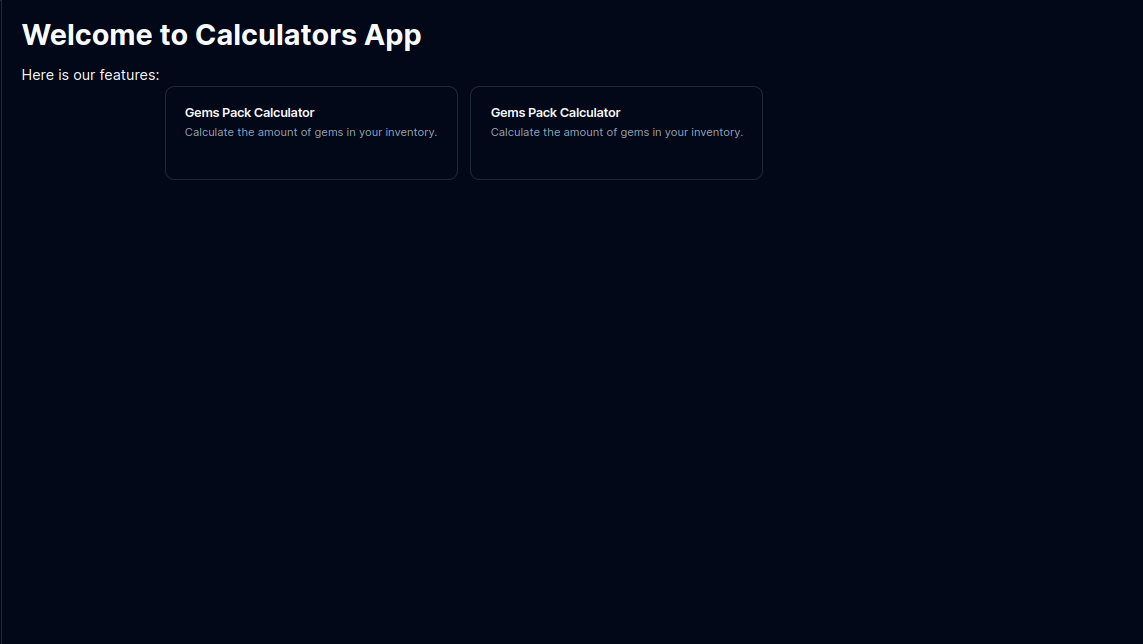 Welcome to Calculators App
Here is our features:
Gems Pack Calculator
Calculate the amount of gems in your inventory.
Gems Pack Calculator
Calculate the amount of gems in your inventory.